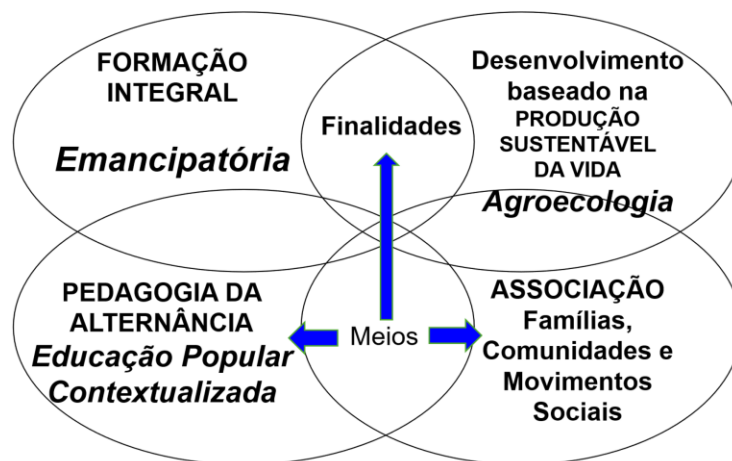 FORMAÇÃO
INTEGRAL
Emancipatória
Finalidades
Desenvolvimento
baseado na
PRODUÇÃO
SUSTENTÁVEL
DA VIDA
Agroecologia
PEDAGOGIA DA
ALTERNÂNCIA
Educação Popular
Contextualizada
Meios
ASSOCIAÇÃO
Famílias,
Comunidades e
Movimentos
Sociais